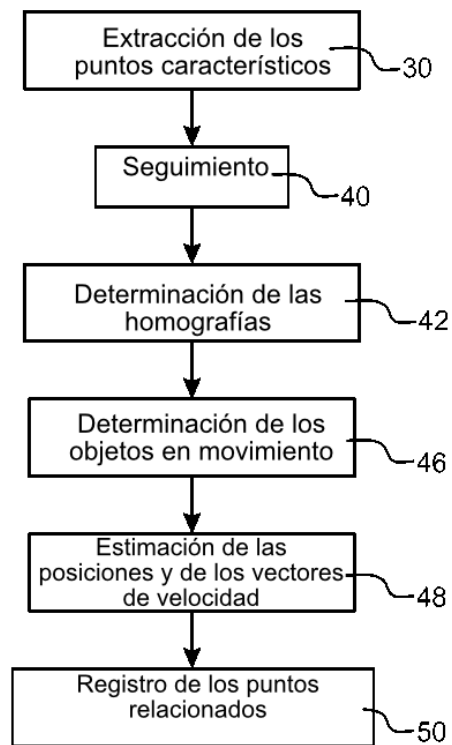 Extracción de los
puntos característicos
30
Seguimiento
40
Determinación de las
homografías
42
Determinación de los
objetos en movimiento
46
Estimación de las
posiciones y de los vectores
de velocidad
48
Registro de los puntos
relacionados
50